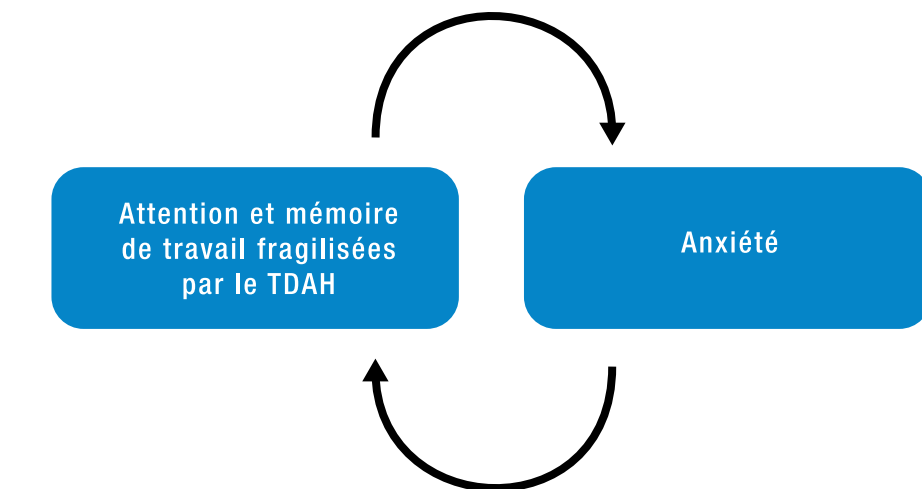 Attention et mémoire
de travail fragilisées
par le TDAH
Anxiété